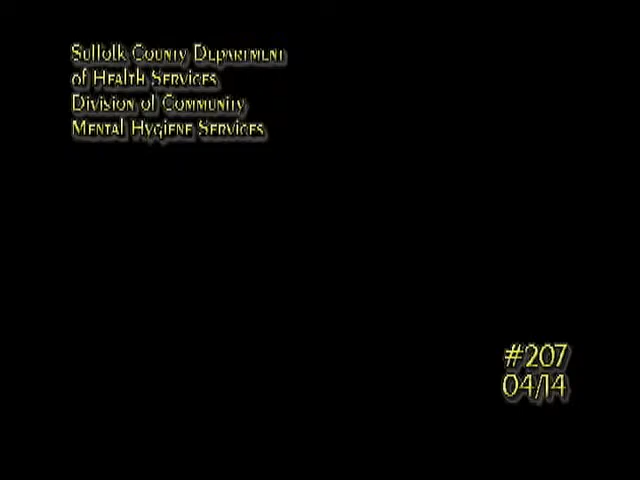 Suffolk County Department
of Health Services
Division of Community
Mental Hygiene Services
#207
04/14